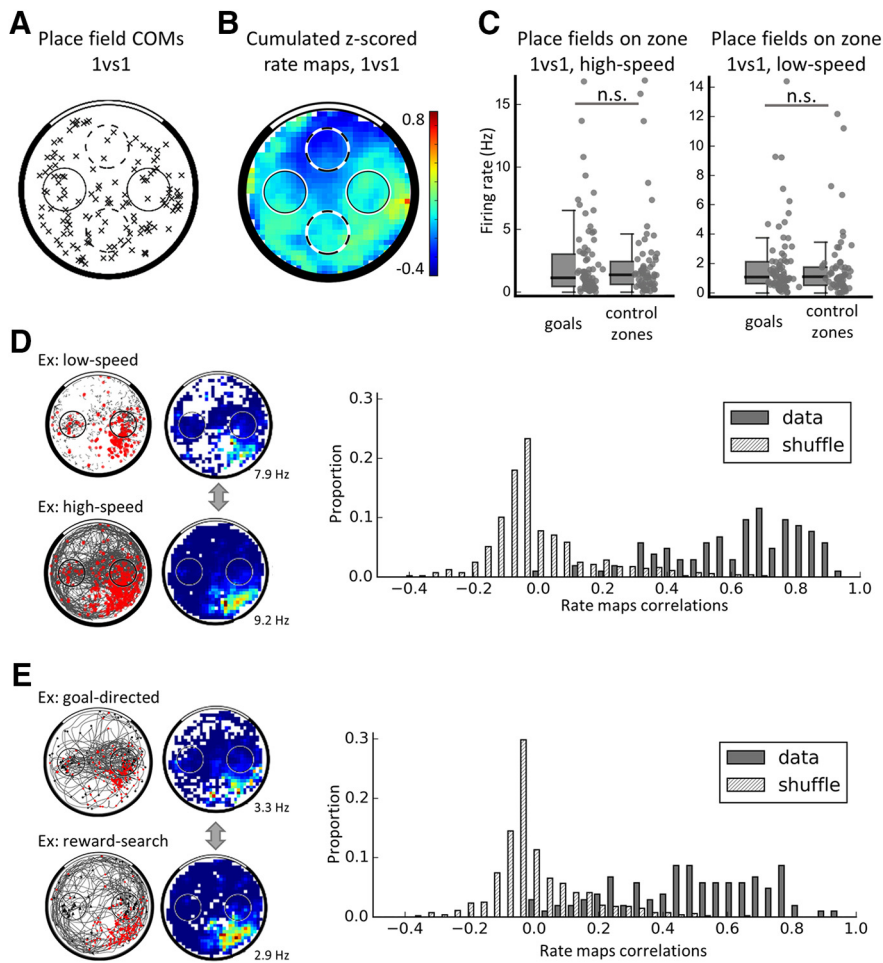 A
Place field COMs
1vs1
B
Cumulated z-scored
rate maps, 1vs1
0.8
-0.4
C
Place fields on zone
1vs1, high-speed
Place fields on zone
1vs1, low-speed
n.s.
n.s.
Firing rate (Hz)
15
10
5
0
14
12
10
8
6
4
2
0
goals
control
zones
goals
control
zones
D
Ex: low-speed
7.9 Hz
Ex: high-speed
9.2 Hz
Proportion
0.3
0.2
0.1
0.0
data
shuffle
−0.4 −0.2 0.0 0.2 0.4 0.6 0.8 1.0
Rate maps correlations
E
Ex: goal-directed
3.3 Hz
Ex: reward-search
2.9 Hz
Proportion
0.3
0.2
0.1
0.0
data
shuffle
−0.4 −0.2 0.0 0.2 0.4 0.6 0.8 1.0
Rate maps correlations